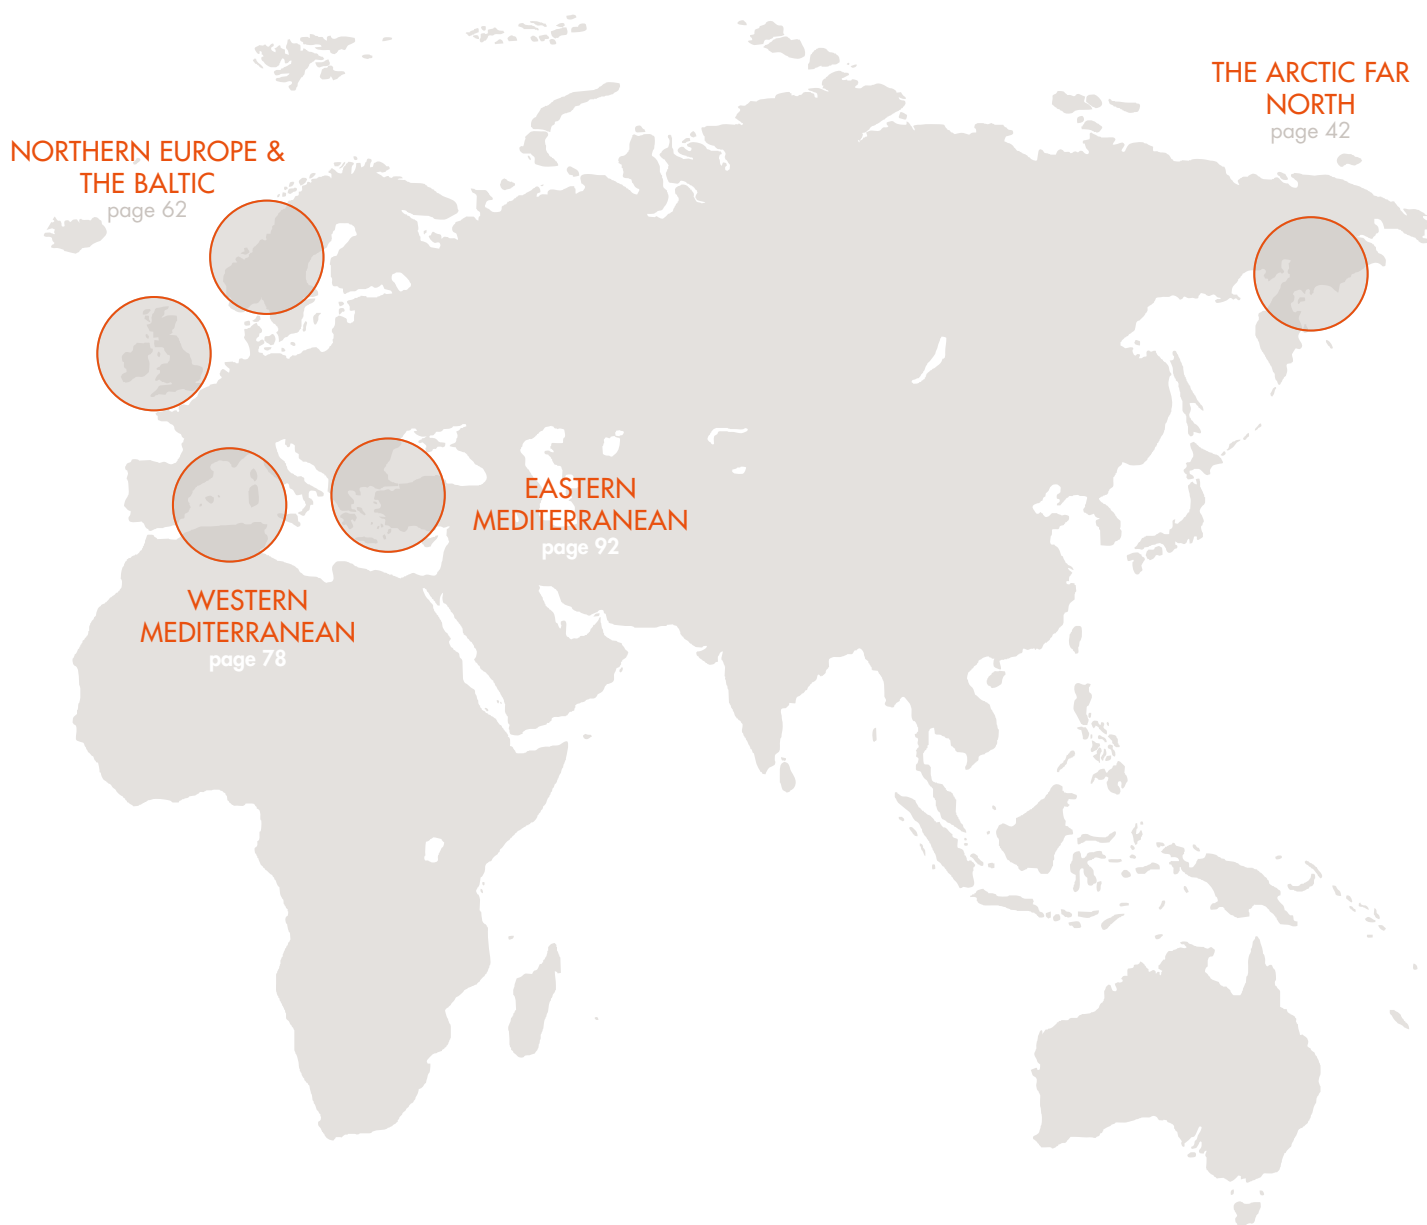 THE ARCTIC FAR
NORTH
page 42
NORTHERN EUROPE &
THE BALTIC
page 62
EASTERN
MEDITERRANEAN
page 92
WESTERN
MEDITERRANEAN
page 78